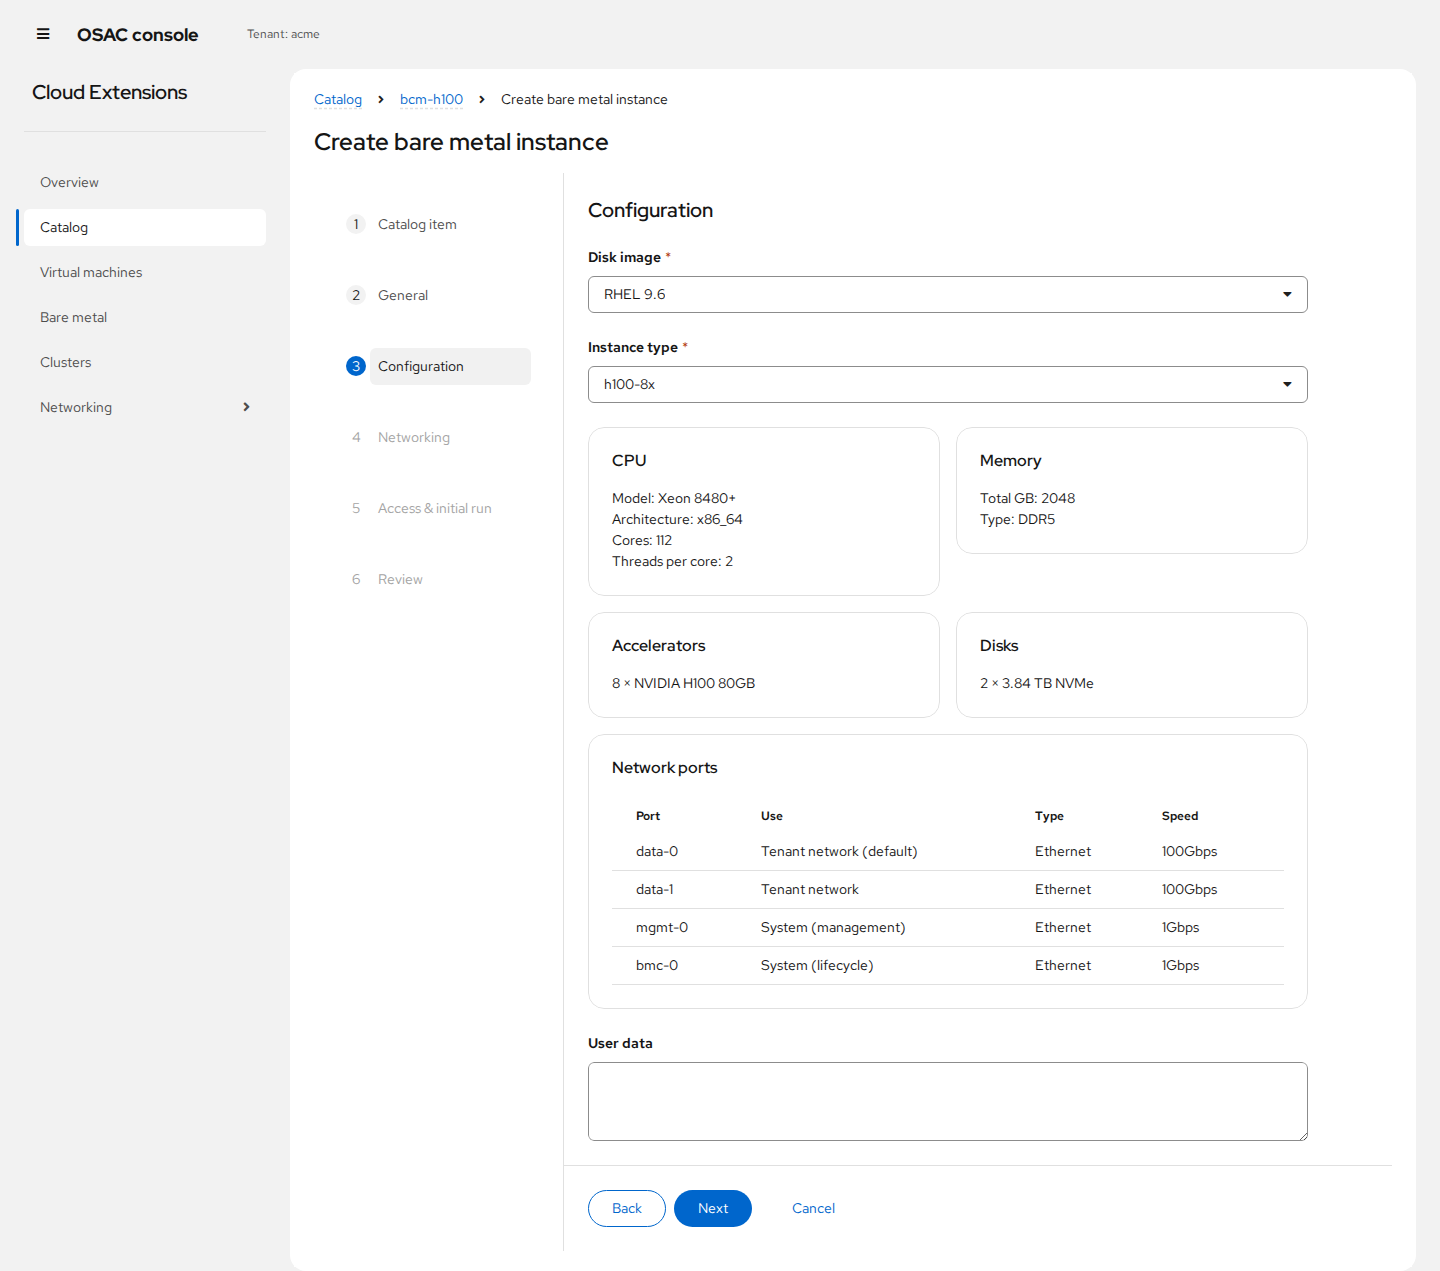 OSAC console
Tenant: acme
Cloud Extensions
Overview
Catalog
Virtual machines
Bare metal
Clusters
Networking
Catalog > bcm-h100 > Create bare metal instance
Create bare metal instance
1 Catalog item
2 General
3 Configuration
4 Networking
5 Access & initial run
6 Review
Configuration
Disk image *
RHEL 9.6
Instance type *
h100-8x
CPU
Model: Xeon 8480+
Architecture: x86_64
Cores: 112
Threads per core: 2
Memory
Total GB: 2048
Type: DDR5
Accelerators
8 × NVIDIA H100 80GB
Disks
2 × 3.84 TB NVMe
Network ports
Port Use Type Speed
data-0 Tenant network (default) Ethernet 100Gbps
data-1 Tenant network Ethernet 100Gbps
mgmt-0 System (management) Ethernet 1Gbps
bmc-0 System (lifecycle) Ethernet 1Gbps
User data
Back Next Cancel